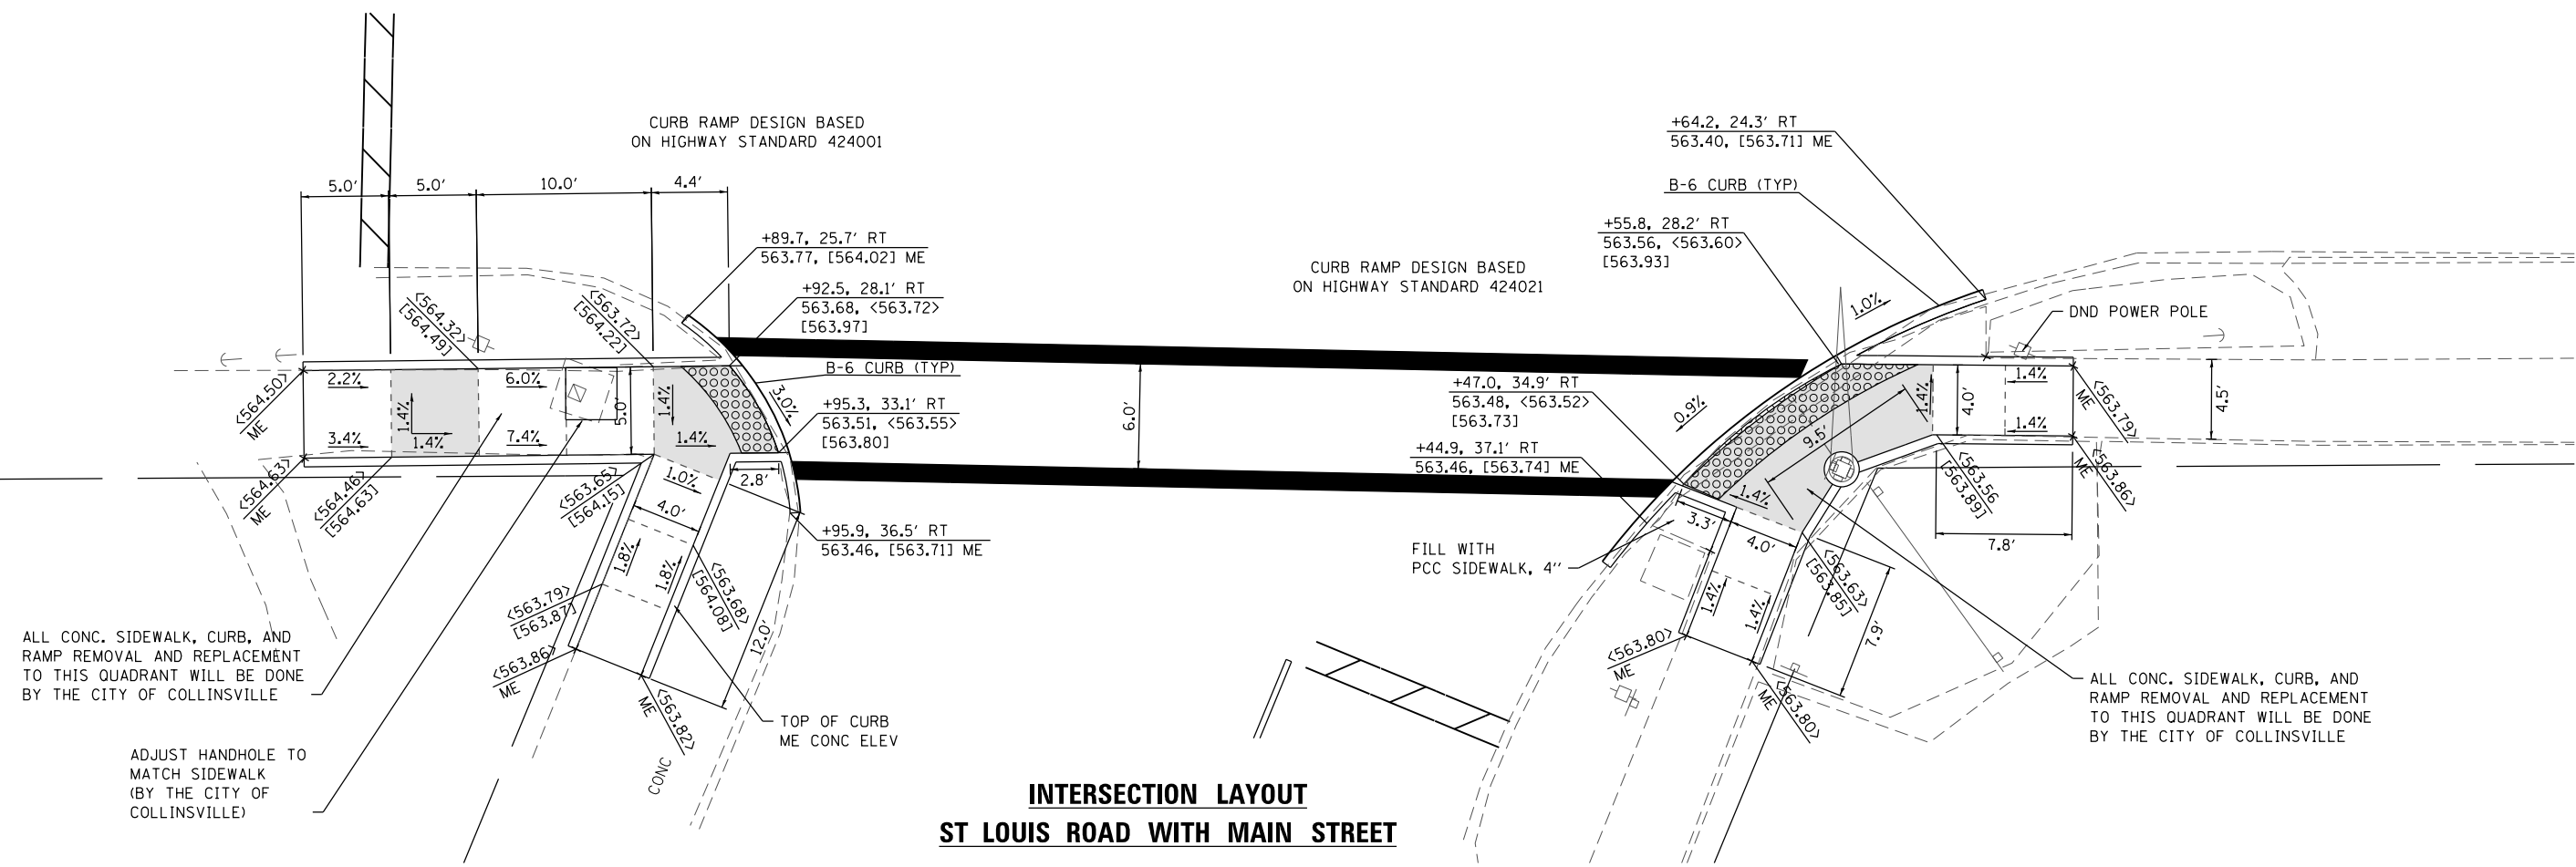 CURB RAMP DESIGN BASED
ON HIGHWAY STANDARD 424001
5.0'
5.0'
10.0'
4.4'
+89.7, 25.7' RT
563.77, [564.02] ME
+92.5, 28.1' RT
563.68, <563.72>
[563.97]
B-6 CURB (TYP)
3.0%
+95.3, 33.1' RT
563.51, <563.55>
[563.80]
+95.9, 36.5' RT
563.46, [563.71] ME
<564.32>
[564.49]
<563.72>
[564.22]
<564.50>
ME
2.2%
3.4%
1.4%
1.4%
6.0%
7.4%
5.0'
1.4%
1.4%
<564.63>
ME
<564.46>
[564.63]
<563.65>
[564.15]
1.0%
2.8'
4.0'
1.8%
1.8%
<563.79>
[563.87]
<563.68>
[564.08]
12.0'
<563.86>
ME
<563.82>
ME
CONC
TOP OF CURB
ME CONC ELEV
ALL CONC. SIDEWALK, CURB, AND
RAMP REMOVAL AND REPLACEMENT
TO THIS QUADRANT WILL BE DONE
BY THE CITY OF COLLINSVILLE
ADJUST HANDHOLE TO
MATCH SIDEWALK
(BY THE CITY OF
COLLINSVILLE)
6.0'
CURB RAMP DESIGN BASED
ON HIGHWAY STANDARD 424021
+64.2, 24.3' RT
563.40, [563.71] ME
B-6 CURB (TYP)
+55.8, 28.2' RT
563.56, <563.60>
[563.93]
1.0%
0.9%
+47.0, 34.9' RT
563.48, <563.52>
[563.73]
+44.9, 37.1' RT
563.46, [563.74] ME
FILL WITH
PCC SIDEWALK, 4''
DND POWER POLE
9.5'
1.4%
4.0'
1.4%
1.4%
<563.79>
ME
4.5'
<563.86>
ME
<563.56
[563.89]
7.8'
1.4%
3.3'
4.0'
1.4%
1.4%
<563.63>
[563.85]
7.9'
<563.80>
ME
<563.80>
ME
ALL CONC. SIDEWALK, CURB, AND
RAMP REMOVAL AND REPLACEMENT
TO THIS QUADRANT WILL BE DONE
BY THE CITY OF COLLINSVILLE
INTERSECTION LAYOUT
ST LOUIS ROAD WITH MAIN STREET